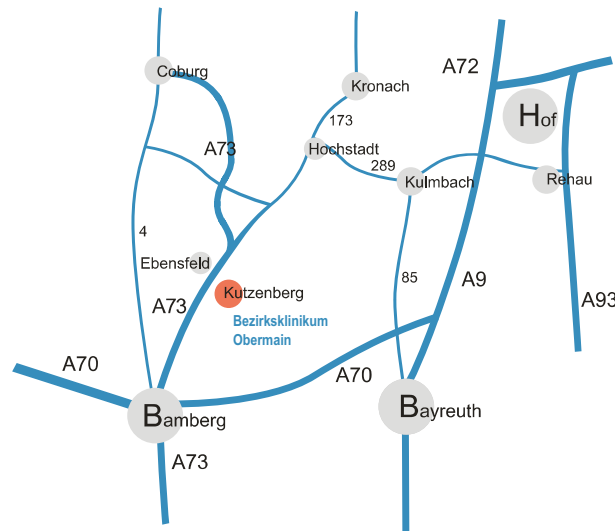 A72
Coburg
Kronach
Hof
173
A73
Hochstadt
289
Kulmbach
Rehau
4
Ebensfeld
85
A9
Kutzenberg
A73
A93
Bezirksklinikum
Obermain
A70
A70
Bamberg
Bayreuth
A73